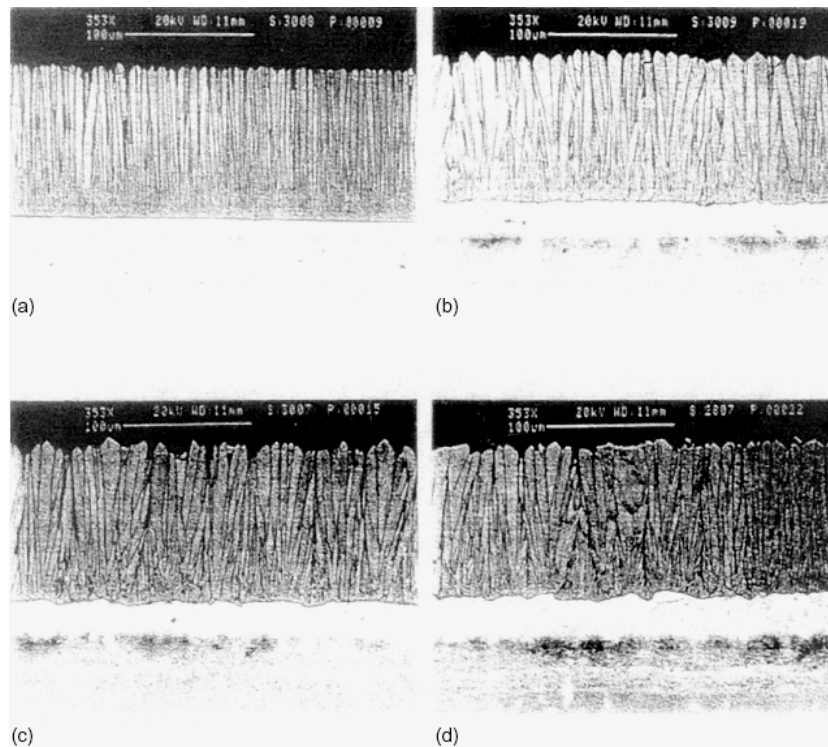 353X 20kV WD:11mm S:3008 P:00009
100um
353X 20kV WD:11mm S:3009 P:00019
100um
(a)
(b)
353X 20kV WD:11mm S:3007 P:00015
100um
353X 20kV WD:11mm S:2007 P:00022
100um
(c)
(d)